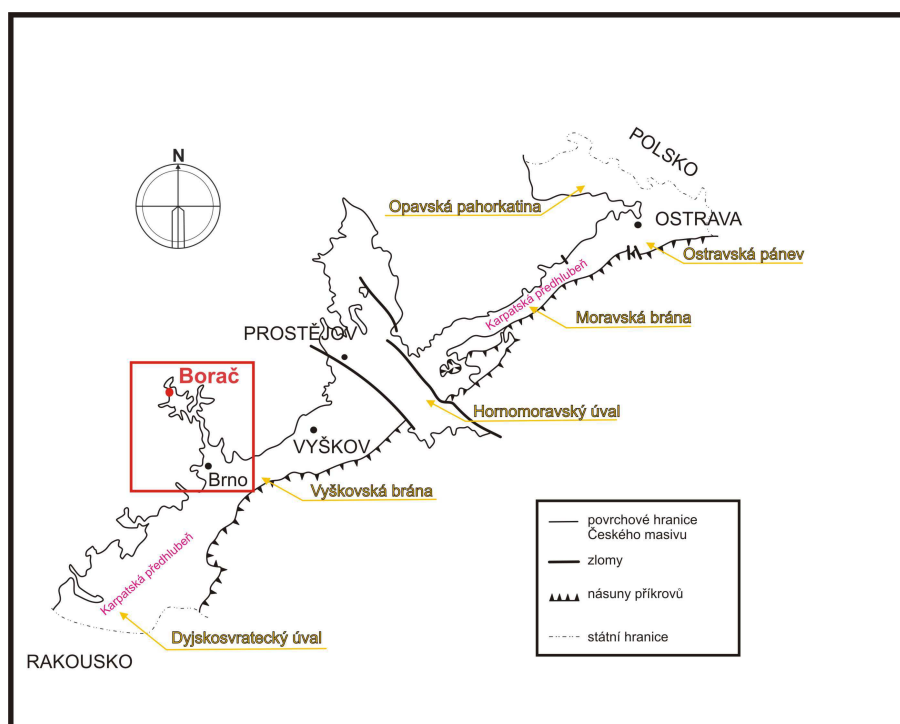 N
POLSKO
Opavská pahorkatina
OSTRAVA
Ostravská pánev
Karpatská předhlubeň
Moravská brána
PROSTĚJOV
Borač
Hornomoravský úval
VYŠKOV
Brno
Vyškovská brána
povrchové hranice
Českého masivu
zlomy
násuny příkrovů
státní hranice
Karpatská předhlubeň
Dyjskosvratecký úval
RAKOUSKO